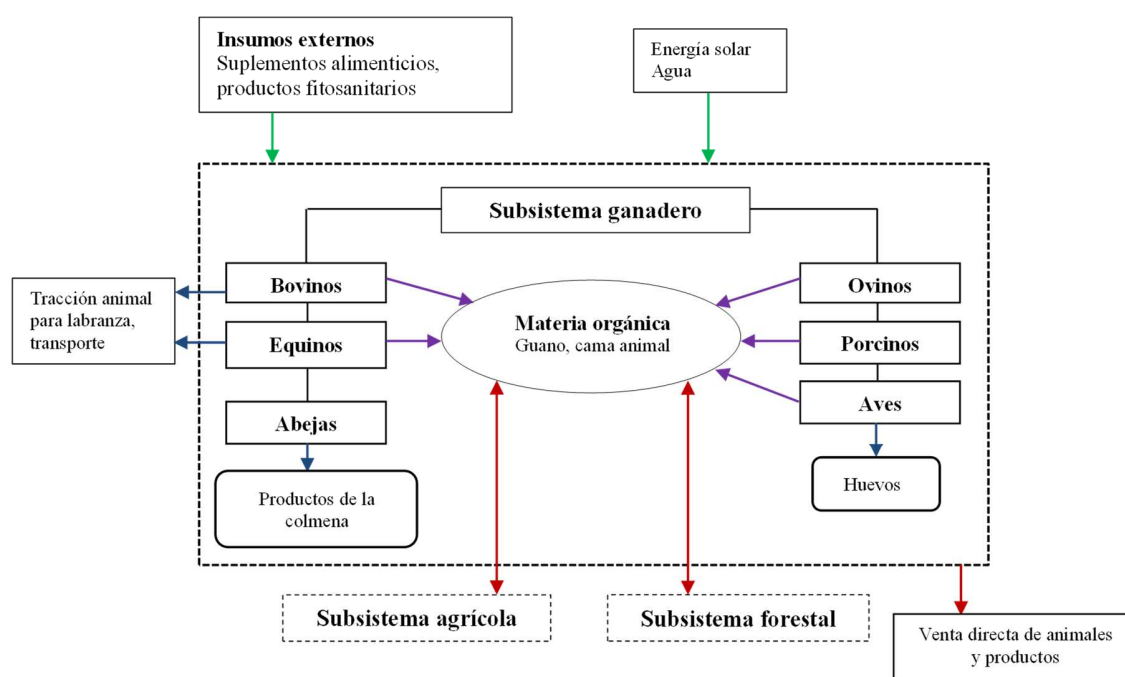 Insumos externos
Suplementos alimenticios,
productos fitosanitarios
Energía solar
Agua
Subsistema ganadero
Bovinos
Ovinos
Tracción animal
para labranza,
transporte
Materia orgánica
Guano, cama animal
Equinos
Porcinos
Abejas
Aves
Productos de la
colmena
Huevos
Subsistema agrícola
Subsistema forestal
Venta directa de animales
y productos